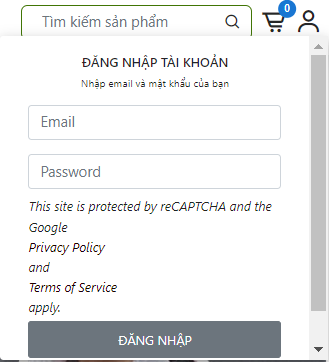 Tìm kiếm sản phẩm
0
ĐĂNG NHẬP TÀI KHOẢN
Nhập email và mật khẩu của bạn
Email
Password
This site is protected by reCAPTCHA and the
Google
Privacy Policy
and
Terms of Service
apply.
ĐĂNG NHẬP